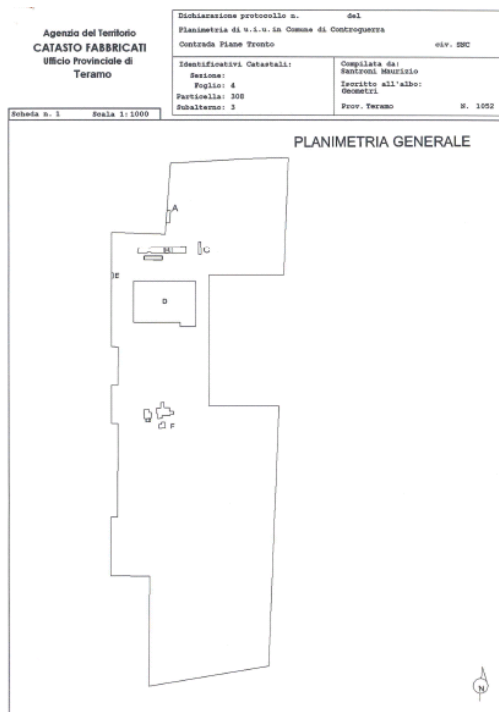 Agenzia del Territorio
CATASTO FABBRICATI
Ufficio Provinciale di
Teramo
Dichiarazione protocollo n. del
Planimetria di u.i.u. in Comune di Controguerra
Contrada Piane Tronto civ. SNC
Identificativi Catastali:
Sezione:
Foglio: 4
Particella: 308
Subalterno: 3
Compilata da:
Santroni Maurizio
Iscritto all'albo:
Geometri
Prov. Teramo N. 1052
Scheda n. 1 Scala 1:1000
PLANIMETRIA GENERALE
A
B
C
E
D
F
N